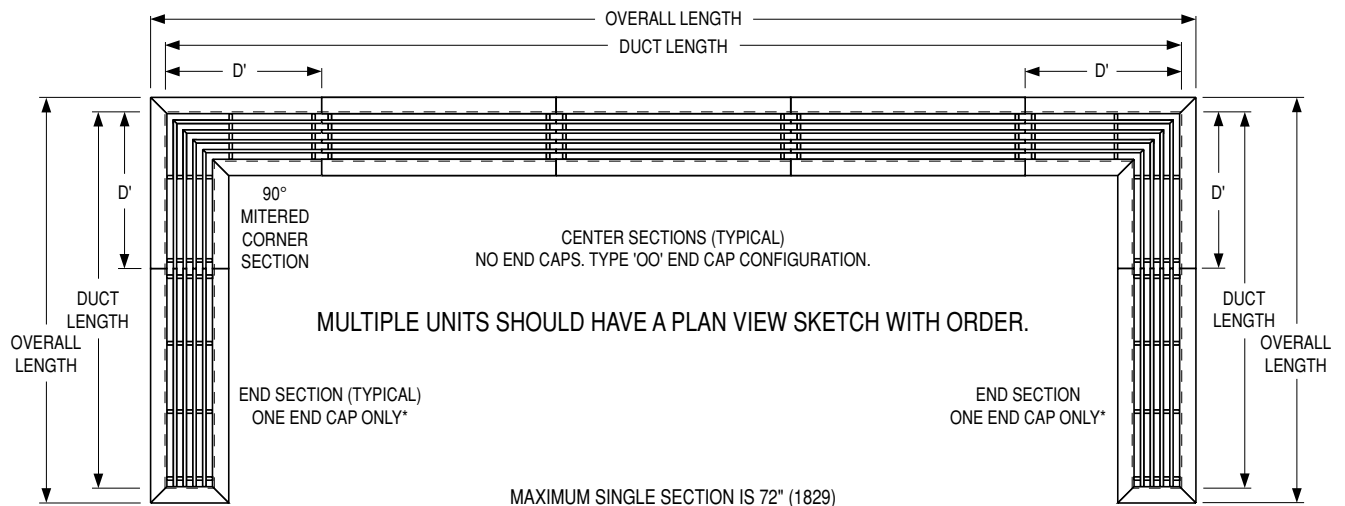 OVERALL LENGTH
DUCT LENGTH
D'
D'
D'
D'
90°
MITERED
CORNER
SECTION
CENTER SECTIONS (TYPICAL)
NO END CAPS. TYPE 'OO' END CAP CONFIGURATION.
DUCT
LENGTH
OVERALL
LENGTH
MULTIPLE UNITS SHOULD HAVE A PLAN VIEW SKETCH WITH ORDER.
DUCT
LENGTH
OVERALL
LENGTH
END SECTION (TYPICAL)
ONE END CAP ONLY*
END SECTION
ONE END CAP ONLY*
MAXIMUM SINGLE SECTION IS 72" (1829)